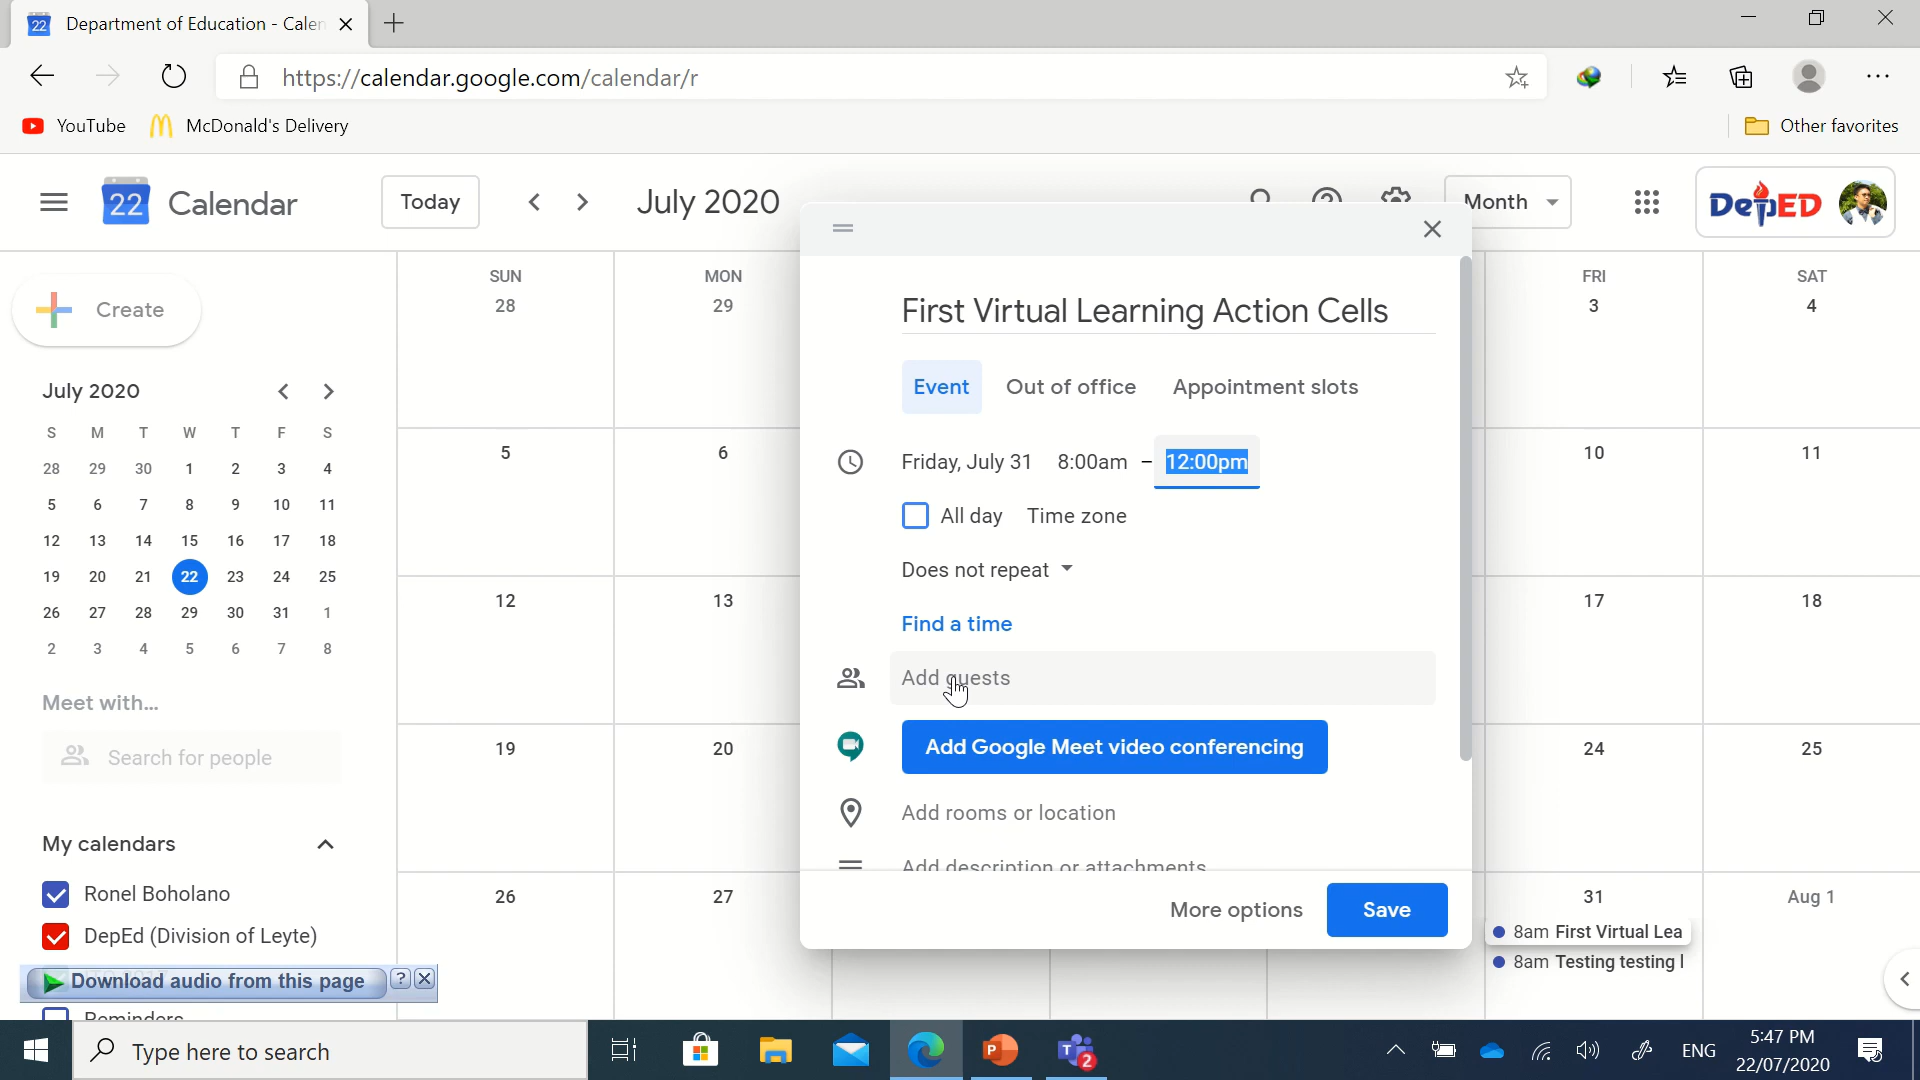 22 Department of Education - Calen
https://calendar.google.com/calendar/r
YouTube McDonald's Delivery Other favorites
22 Calendar Today July 2020 Month DepED
Create
July 2020
S M T W T F S
28 29 30 1 2 3 4
5 6 7 8 9 10 11
12 13 14 15 16 17 18
19 20 21 22 23 24 25
26 27 28 29 30 31 1
2 3 4 5 6 7 8
Meet with...
Search for people
My calendars
Ronel Boholano
DepEd (Division of Leyte)
Download audio from this page ?
Reminders
SUN MON FRI SAT
28 29 3 4
5 6 10 11
12 13 17 18
19 20 24 25
26 27 31 Aug 1
8am First Virtual Lea
8am Testing testing l
First Virtual Learning Action Cells
Event Out of office Appointment slots
Friday, July 31 8:00am – 12:00pm
All day Time zone
Does not repeat
Find a time
Add guests
Add Google Meet video conferencing
Add rooms or location
Add description or attachments
More options Save
Type here to search
P T 2
ENG 5:47 PM
22/07/2020